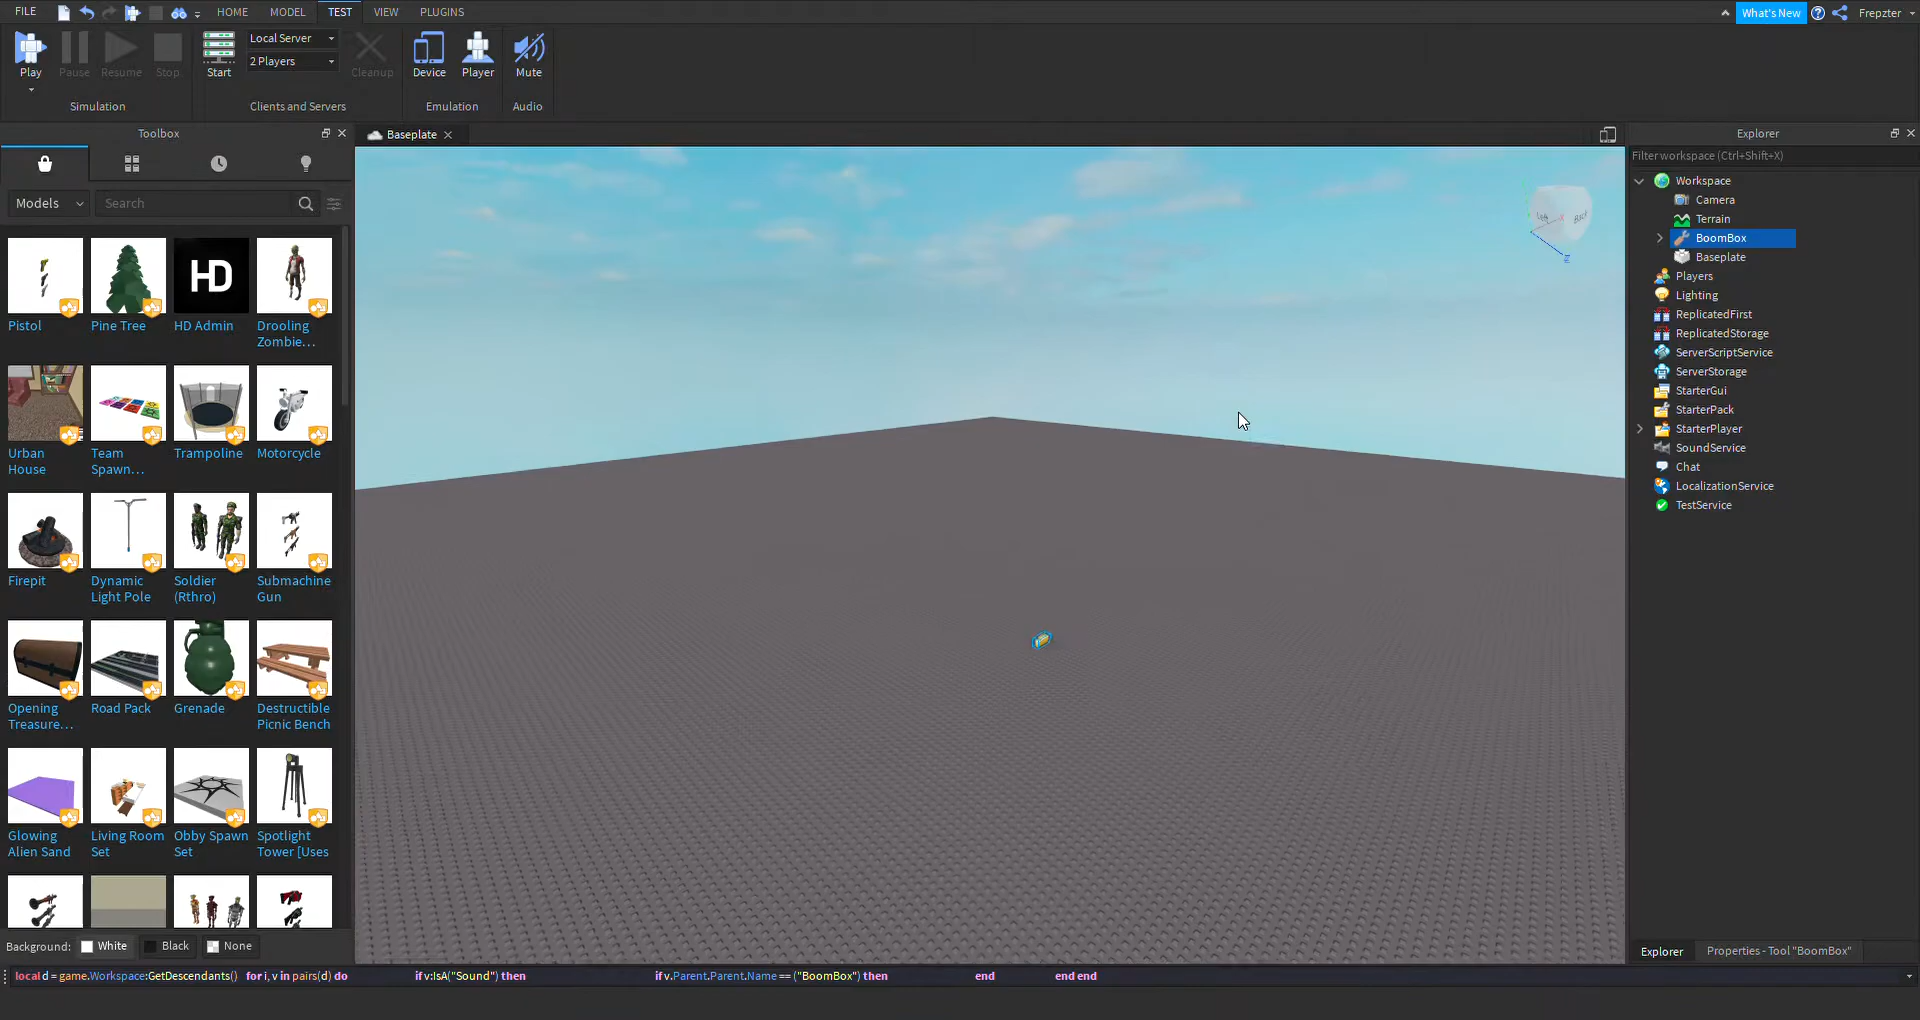 FILE
HOME
MODEL
TEST
VIEW
PLUGINS
What's New
Frepzter
Play
Pause
Resume
Stop
Simulation
Start
Local Server
2 Players
Cleanup
Clients and Servers
Device
Player
Emulation
Mute
Audio
Toolbox
Models
Search
Pistol
Pine Tree
HD
HD Admin
Drooling
Zombie...
Urban
House
Team
Spawn...
Trampoline
Motorcycle
Firepit
Dynamic
Light Pole
Soldier
(Rthro)
Submachine
Gun
Opening
Treasure...
Road Pack
Grenade
Destructible
Picnic Bench
Glowing
Alien Sand
Living Room
Set
Obby Spawn
Set
Spotlight
Tower [Uses
Background:
White
Black
None
Baseplate
Left
Back
X
Z
Explorer
Filter workspace (Ctrl+Shift+X)
Workspace
Camera
Terrain
BoomBox
Baseplate
Players
Lighting
ReplicatedFirst
ReplicatedStorage
ServerScriptService
ServerStorage
StarterGui
StarterPack
StarterPlayer
SoundService
Chat
LocalizationService
TestService
Explorer
Properties - Tool "BoomBox"
local d = game.Workspace:GetDescendants() for i, v in pairs(d) do if v:IsA("Sound") then if v.Parent.Parent.Name == ("BoomBox") then end end end